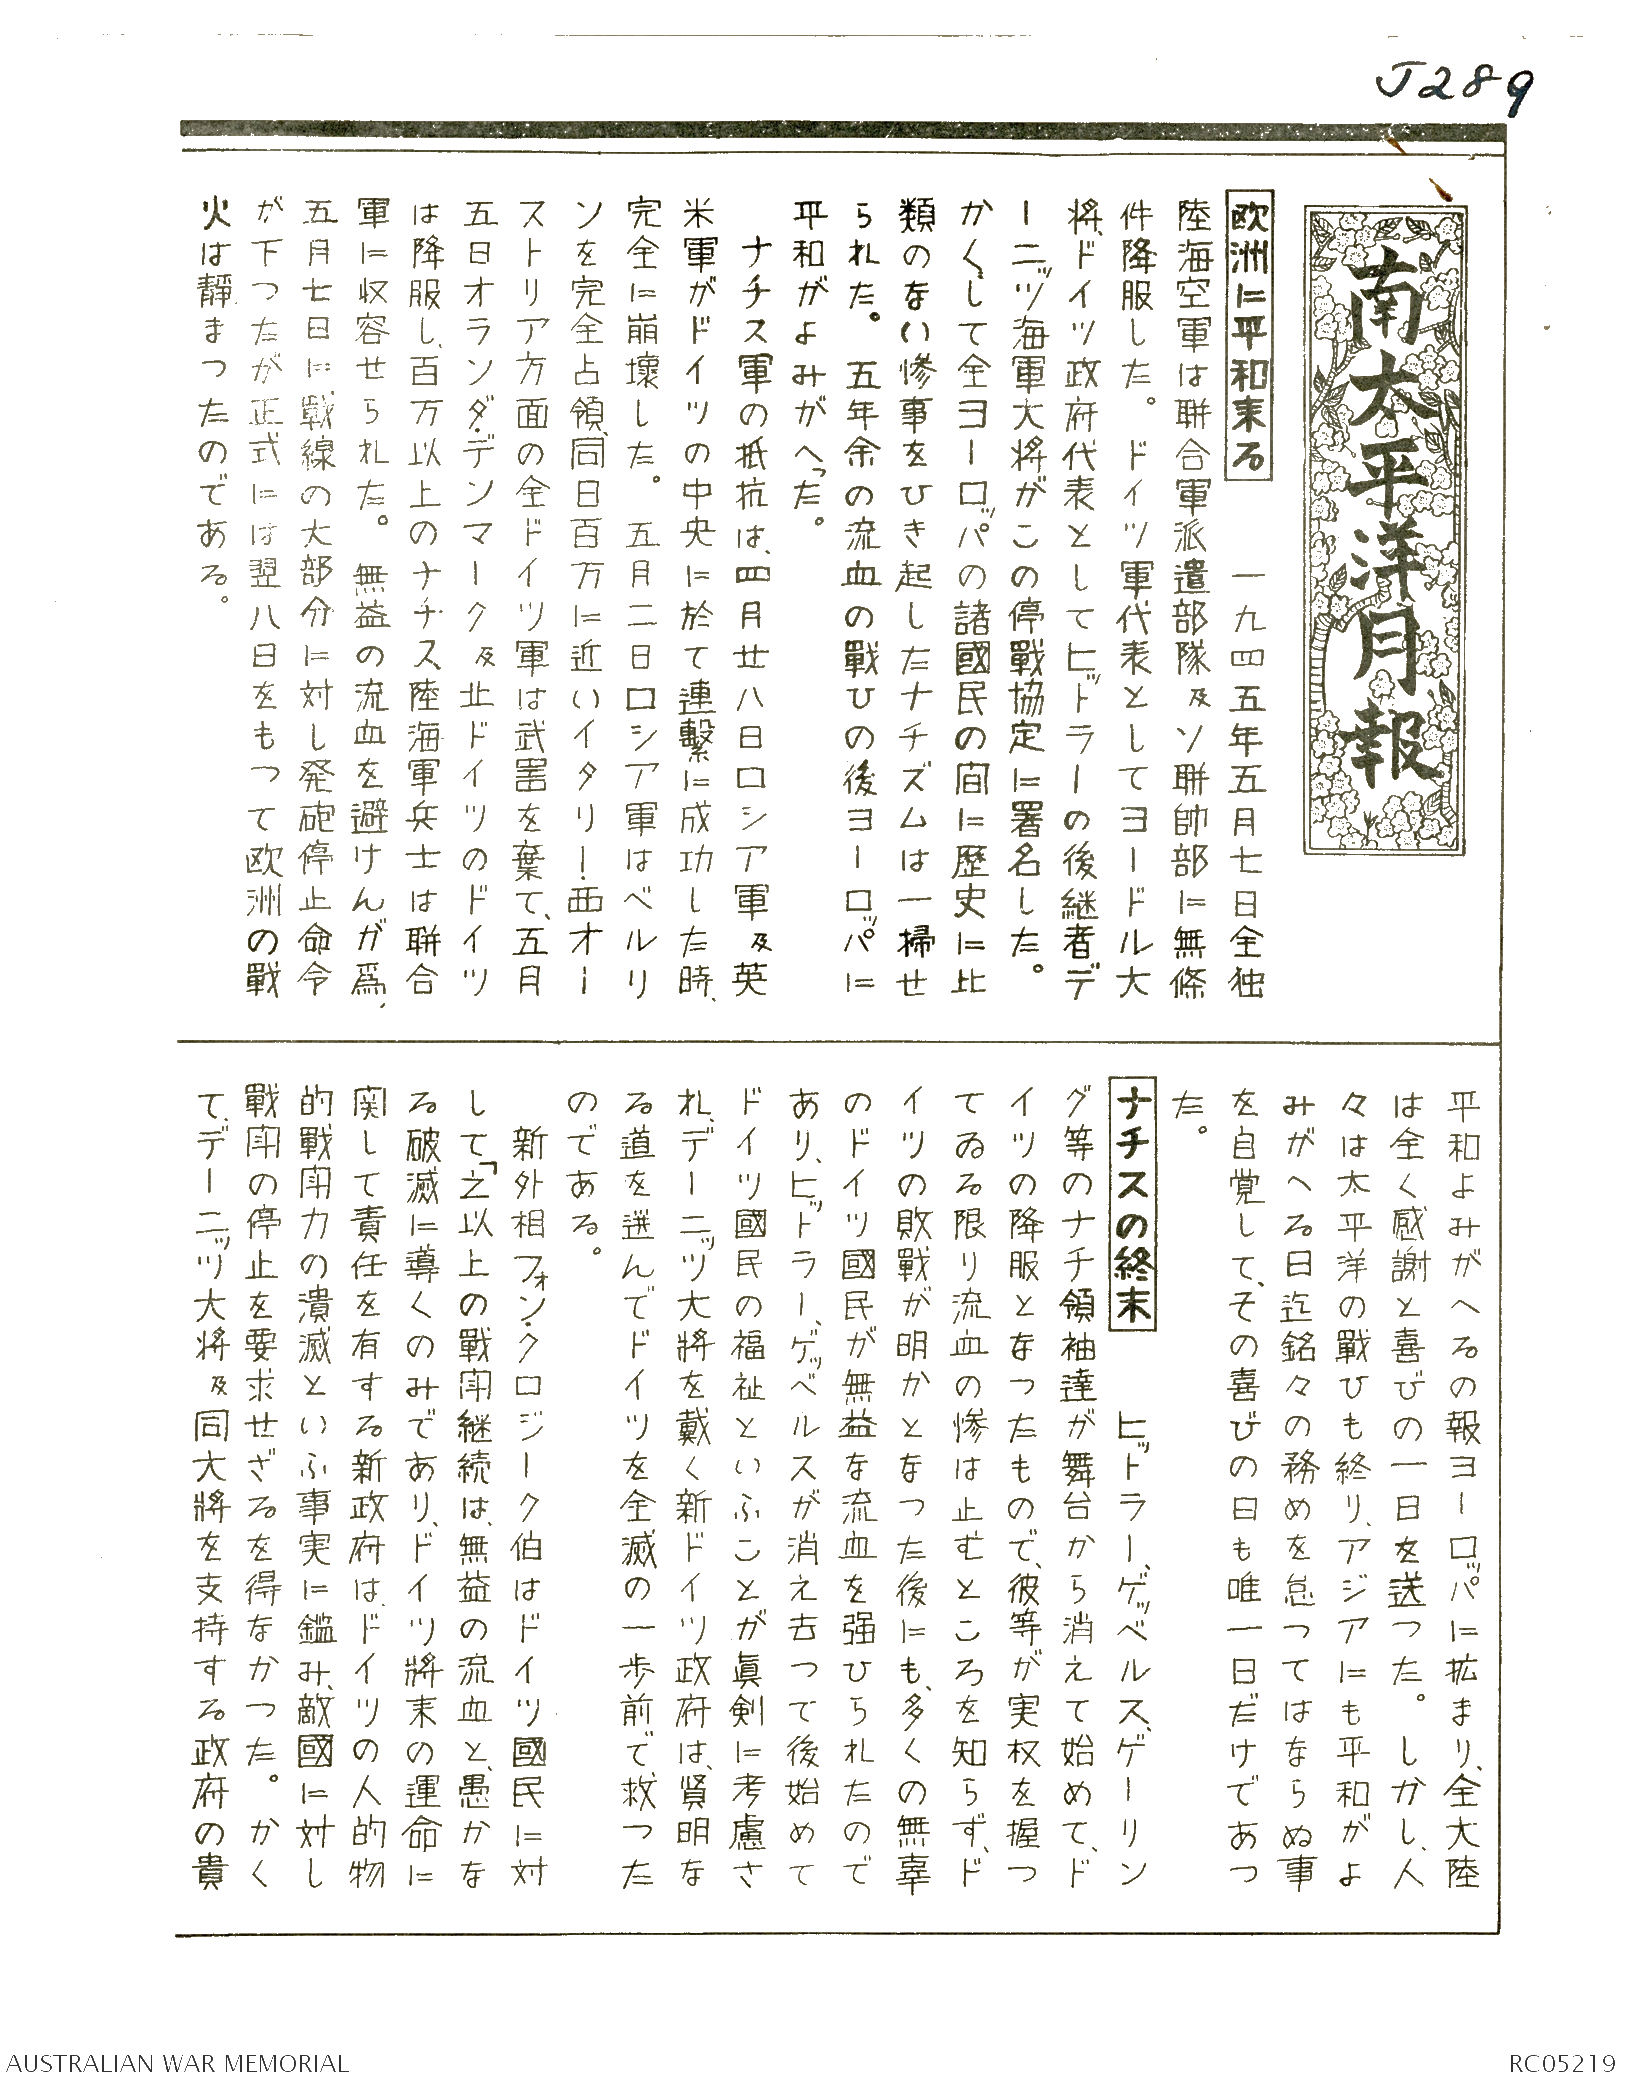 J289
南太平洋月報
欧洲に平和来る　　一九四五年五月七日全独
陸海空軍は聯合軍派遣部隊及ソ聯帥部に無條
件降服した。　ドイツ軍代表としてヨードル大
将、ドイツ政府代表としてヒットラーの後継者デ
ーニッツ海軍大将がこの停戰協定に署名した。
かくして全ヨーロッパの諸國民の間に歴史に比
類のない惨事をひき起したナチズムは一掃せ
られた。　五年余の流血の戰ひの後ヨーロッパに
平和がよみがへった。
　ナチス軍の抵抗は、四月廿八日ロシア軍及英
米軍がドイツの中央に於て連繋に成功した時、
完全に崩壊した。　五月二日ロシア軍はベルリ
ンを完全占領、同日百万に近いイタリー！西オー
ストリア方面の全ドイツ軍は武器を棄て、五月
五日オランダ・デンマーク及北ドイツのドイツ
は降服し、百万以上のナチス陸海軍兵士は聯合
軍に収容せられた。　無益の流血を避けんが爲、
五月七日に、戰線の大部分に対し発砲停止命令
が下つたが正式には翌八日をもつて欧洲の戰
火は静まつたのである。
平和よみがへるの報ヨーロッパに拡まり、全大陸
は全く感謝と喜びの一日を送つた。　しかし、人
々は太平洋の戰ひも終り、アジアにも平和がよ
みがへる日迄銘々の務めを怠つてはならぬ事
を自覚して、その喜びの日も唯一日だけであつ
た。
ナチスの終末　　ヒットラー、ゲッベルス、ゲーリン
グ等のナチ領袖達が舞台から消えて始めて、ド
イツの降服となつたもので、彼等が実权を握つ
てゐる限り流血の惨は止むところを知らず、ド
イツの敗戰が明かとなつた後にも、多くの無辜
のドイツ國民が無益な流血を强ひられたので
あり、ヒットラー、ゲッベルスが消え去つて後始めて
ドイツ國民の福祉といふことが眞剣に考慮さ
れ、デーニッツ大將を戴く新ドイツ政府は、賢明な
る道を選んでドイツを全滅の一歩前で、救つた
のである。
　新外相フォン・クロジーク伯はドイツ國民に対
して「之以上の戰闘継続は、無益の流血と、愚かな
る破滅に導くのみであり、ドイツ將来の運命に
関して責任を有する新政府は、ドイツの人的物
的戰闘力の潰滅といふ事実に鑑み、敵國に対し
戰闘の停止を要求せざるを得なかつた。　かく
て、デーニッツ大将及同大將を支持する政府の貴
AUSTRALIAN WAR MEMORIAL
RC05219